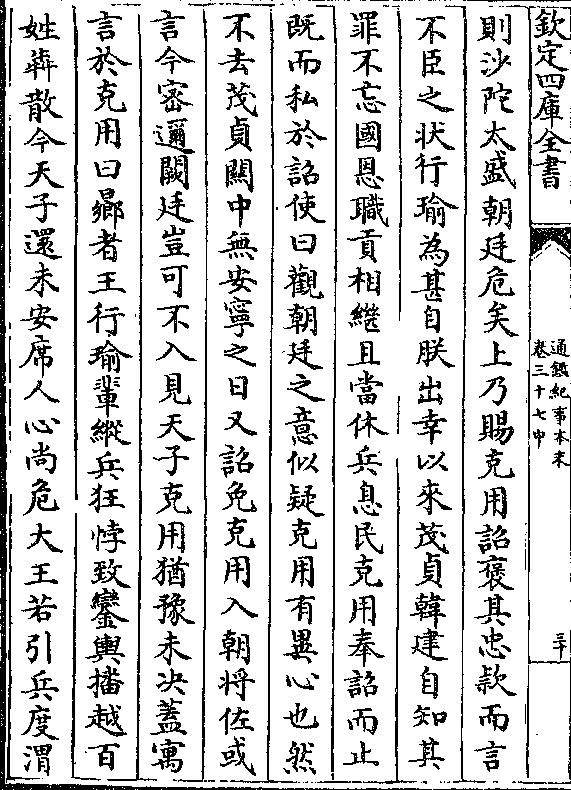 欽定四庫全書
通鑑紀事本末
卷三十七中
三十
則沙陀太盛朝廷危矣上乃賜克用詔褒其忠款而言
不臣之状行瑜為甚自朕出幸以來茂貞韓建自知其
罪不忘國恩職貢相繼且當休兵息民克用奉詔而止
既而私於詔使曰觀朝廷之意似疑克用有異心也然
不去茂貞關中無安寧之日又詔免克用入朝将佐或
言今密邇闕廷豈可不入見天子克用猶豫未决葢寓
言於克用曰曏者王行瑜輩縱兵狂悖致鑾輿播越百
姓奔散今天子還未安席人心尚危大王若引兵度渭